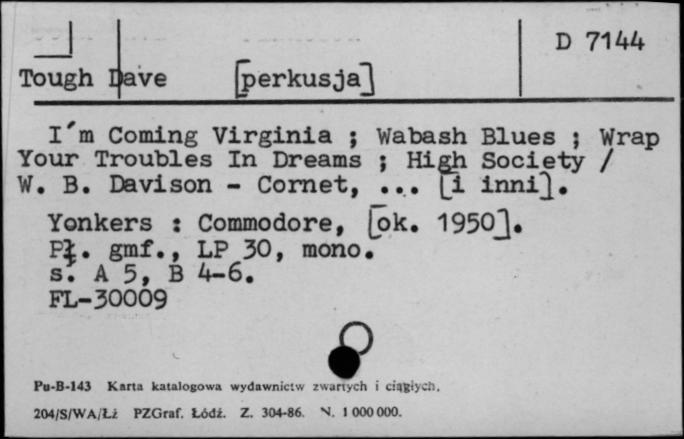 D 7144
Tough Dave [perkusja]
I'm Coming Virginia ; Wabash Blues ; Wrap
Your Troubles In Dreams ; High Society /
W. B. Davison - Cornet, ... [i inni].
Yonkers : Commodore, [ok. 1950].
Pł. gmf., LP 30, mono.
s. A 5, B 4-6.
FL-30009
Pu-B-143 Karta katalogowa wydawnictw zwartych i ciągłych.
204/S/WA/Łż PZGraf. Łódź. Z. 304-86. N. 1 000 000.